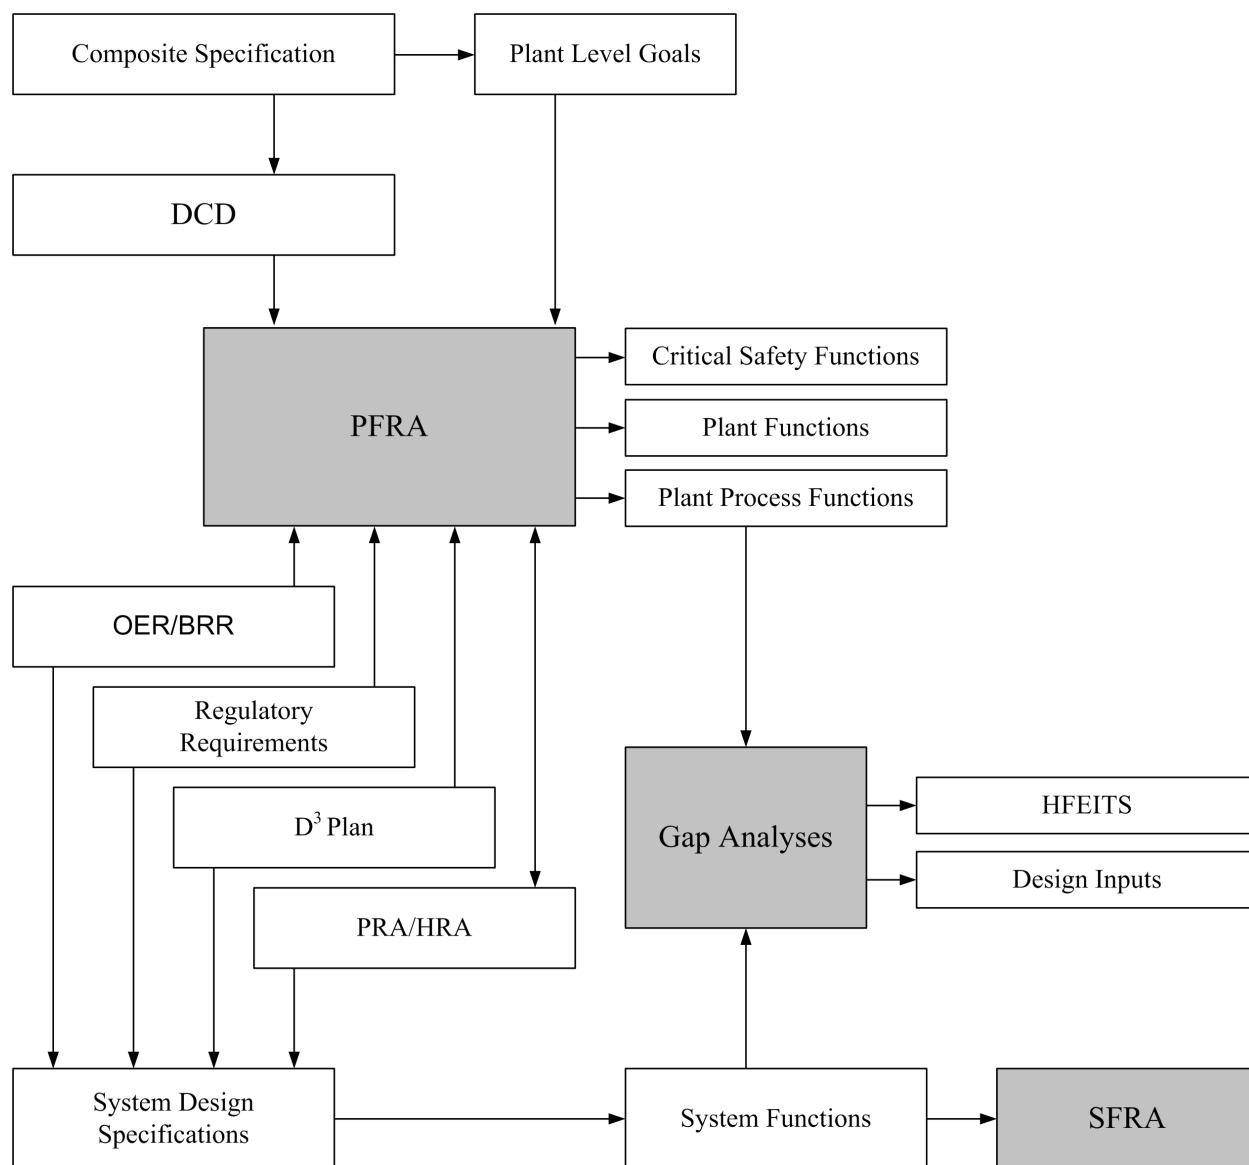 Composite Specification
Plant Level Goals
DCD
PFRA
Critical Safety Functions
Plant Functions
Plant Process Functions
OER/BRR
Regulatory
Requirements
D³ Plan
PRA/HRA
Gap Analyses
HFEITS
Design Inputs
System Design
Specifications
System Functions
SFRA